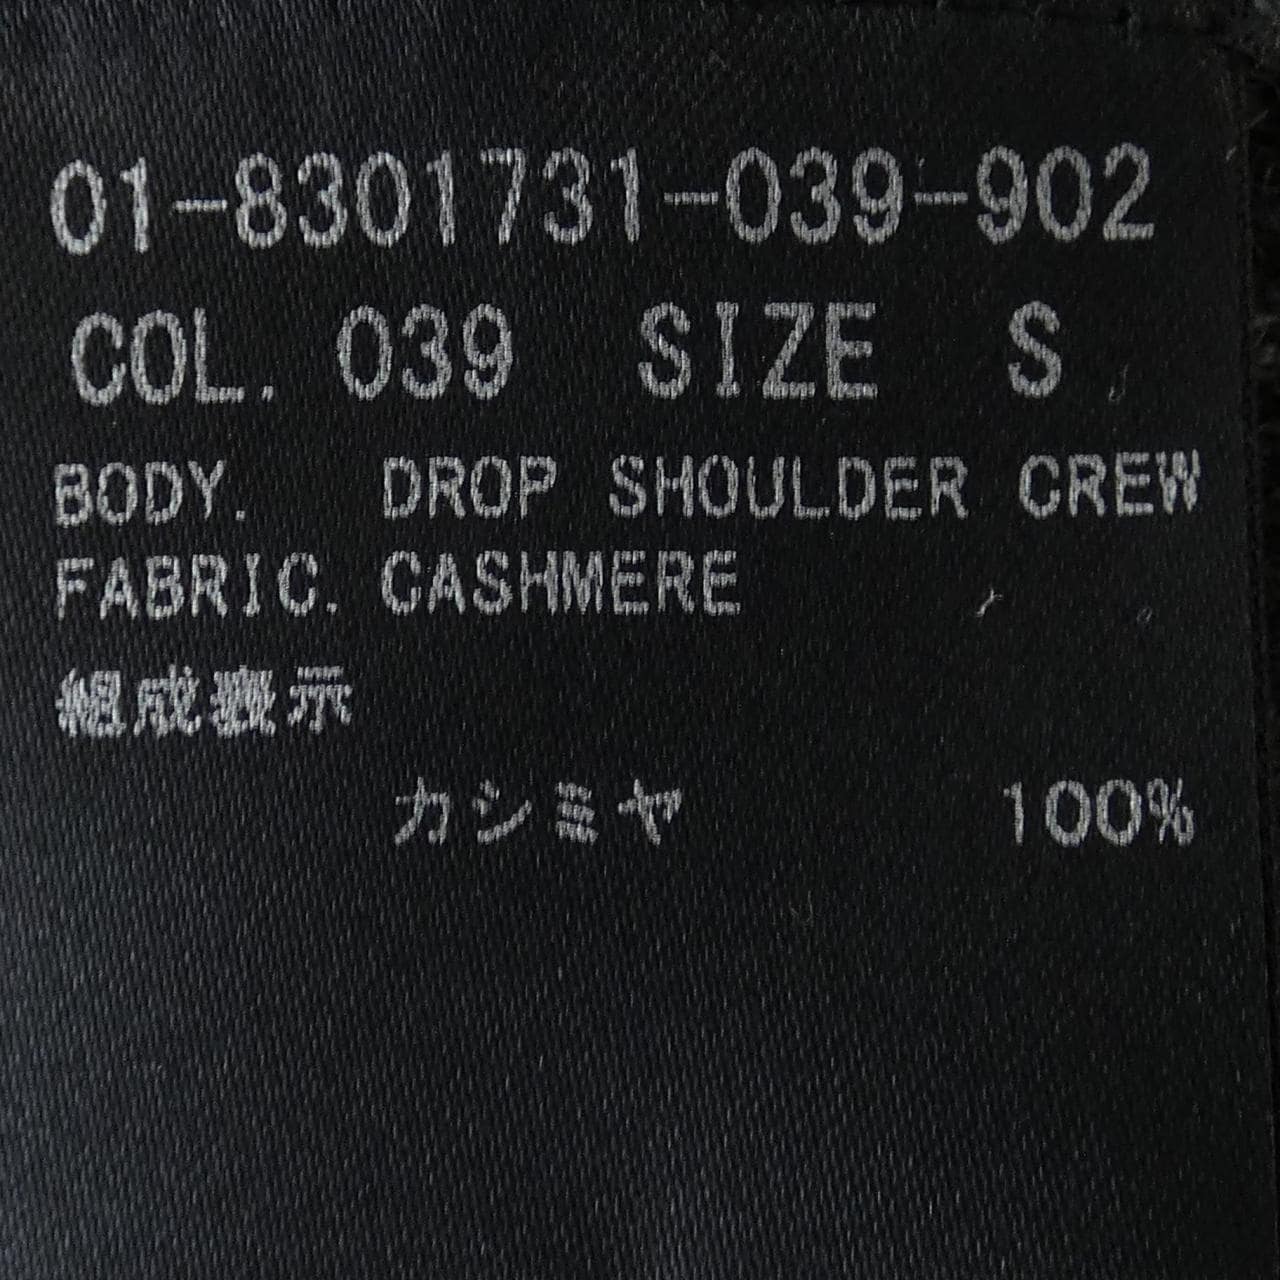 01-8301731-039-902
COL. 039 SIZE S
BODY. DROP SHOULDER CREW
FABRIC. CASHMERE
組成表示
カシミヤ 100%